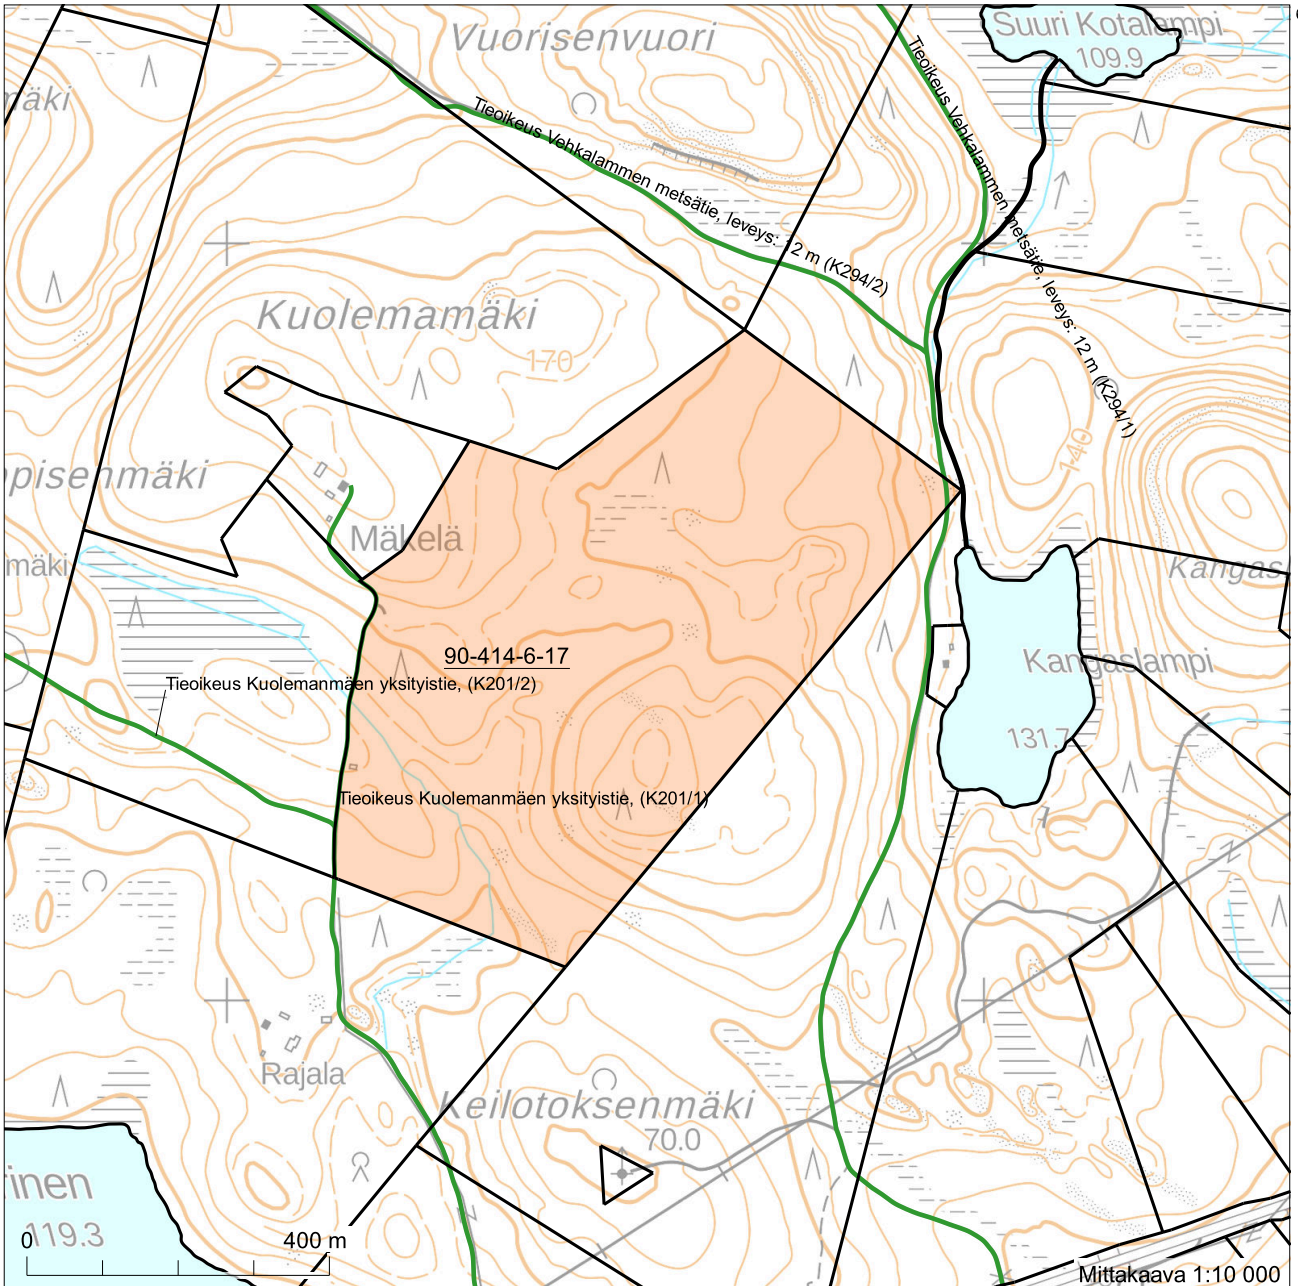 Vuorisenvuori
Suuri Kotalampi
109.9
mäki
Tieoikeus Vehkalammen metsätie, leveys: 12 m (K294/2)
Tieoikeus Vehkalammen metsätie, leveys: 12 m (K294/1)
Kuolemamäki
170
140
ppisenmäki
Mäkelä
mäki
Kangas
90-414-6-17
Tieoikeus Kuolemanmäen yksityistie, (K201/2)
Kangaslampi
131.7
Tieoikeus Kuolemanmäen yksityistie, (K201/1)
Rajala
Keilotoksenmäki
70.0
inen
119.3
0 400 m
Mittakaava 1:10 000